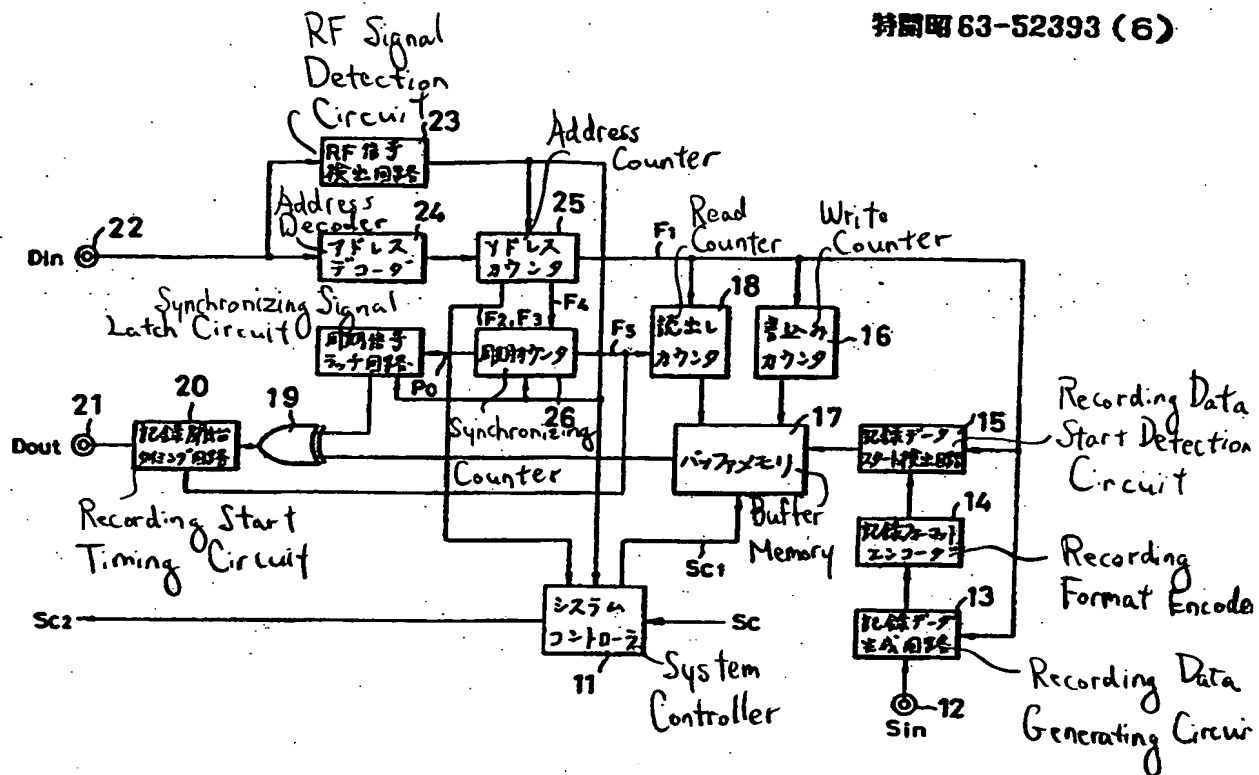 特開昭63-52393(6)
RF Signal
Detection
Circuit
23
RF信号
検出回路
Address
Counter
Address
Decoder
24
25
Read
Counter
Write
Counter
22
Din
アドレス
デコーダ
アドレス
カウンタ
F1
Synchronizing Signal
Latch Circuit
F2, F3
F4
18
同期信号
ラッチ回路
P0
同期カウンタ
F5
読出し
カウンタ
書込み
カウンタ
16
26
21
20
19
Synchronizing
Counter
17
15
Dout
記録開始
タイミング回路
バッファメモリ
記録データ
スタート検出回路
Recording Data
Start Detection
Circuit
Recording Start
Timing Circuit
Buffer
Memory
Sc1
14
記録フォーマット
エンコーダ
Recording
Format Encoder
Sc2
システム
コントローラ
11
Sc
System
Controller
13
記録データ
生成回路
Recording Data
Generating Circui
12
Sin